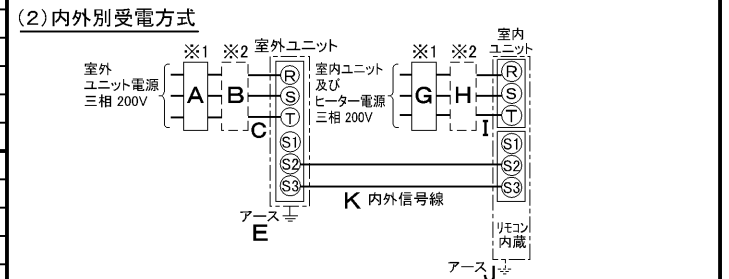 (2)内外別受電方式
※1 ※2 室外ユニット
室外
ユニット電源
三相 200V
A
B
C
R
S
T
S1
S2
S3
アース
E
※1 ※2
室内
ユニット
室内ユニット
及び
ヒーター電源
三相 200V
G
H
I
R
S
T
S1
S2
S3
K 内外信号線
リモコン
内蔵
アース
J